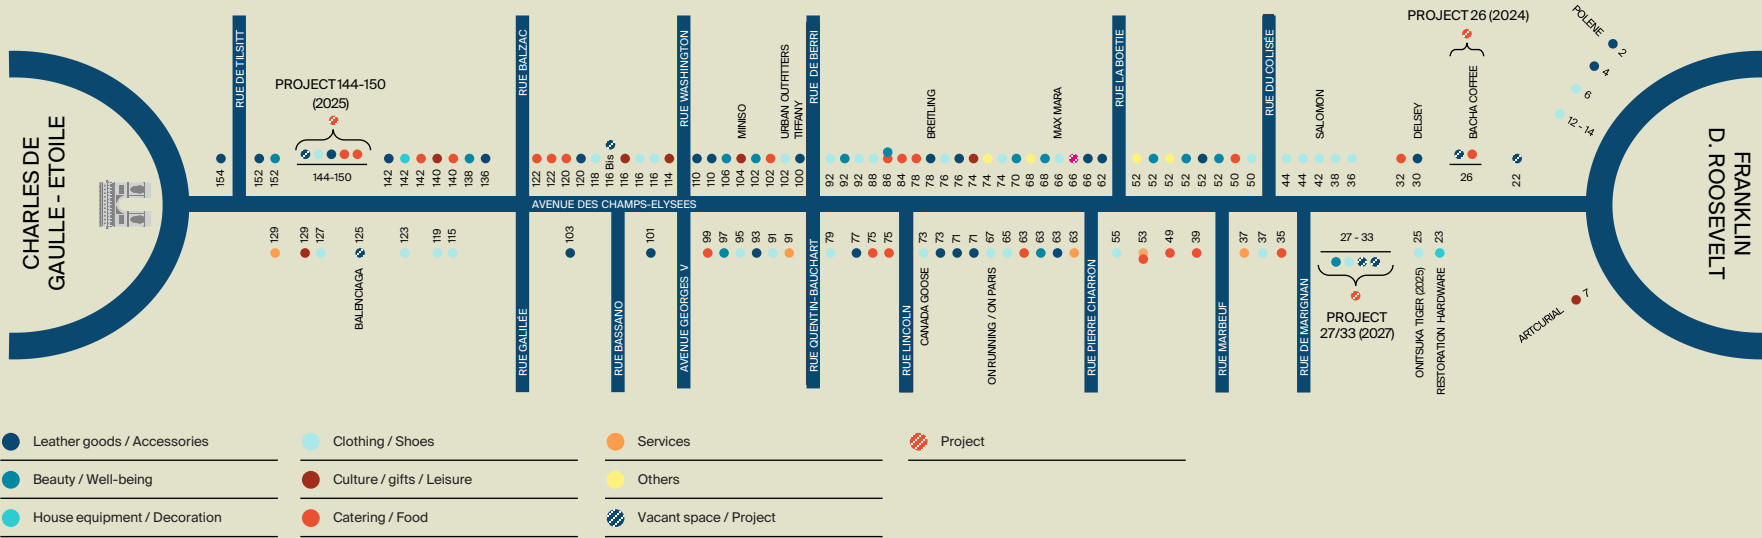 CHARLES DE
GAULLE - ETOILE
RUE DE TILSITT
PROJECT 144-150
(2025)
144-150
RUE BALZAC
RUE WASHINGTON
MINISO
URBAN OUTFITTERS
TIFFANY
RUE DE BERRI
BREITLING
MAX MARA
RUE LA BOETIE
RUE DU COLISÉE
SALOMON
DELSEY
PROJECT 26 (2024)
BACHA COFFEE
26
POLENE
2
4
6
12 - 14
FRANKLIN
D. ROOSEVELT
154 152 152 142 142 142 140 140 138 136 122 122 120 120 118 116 Bis 116 116 116 114 110 110 106 104 102 102 102 100 92 92 92 88 86 84 78 78 76 76 74 74 74 70 68 68 66 66 66 62 52 52 52 52 52 52 50 50 44 44 42 38 36 32 30 22
AVENUE DES CHAMPS-ELYSEES
129 129 127 125 123 119 115 103 101 99 97 95 93 91 91 79 77 75 75 73 73 71 71 67 65 63 63 63 63 55 53 49 39 37 37 35 27 - 33 25 23
BALENCIAGA
RUE GALILÉE
RUE BASSANO
AVENUE GEORGES V
RUE QUENTIN-BAUCHART
RUE LINCOLN
CANADA GOOSE
ON RUNNING / ON PARIS
RUE PIERRE CHARRON
RUE MARBEUF
RUE DE MARIGNAN
PROJECT
27/33 (2027)
ONITSUKA TIGER (2025)
RESTORATION HARDWARE
ARTCURIAL
7
Leather goods / Accessories
Beauty / Well-being
House equipment / Decoration
Clothing / Shoes
Culture / gifts / Leisure
Catering / Food
Services
Others
Vacant space / Project
Project